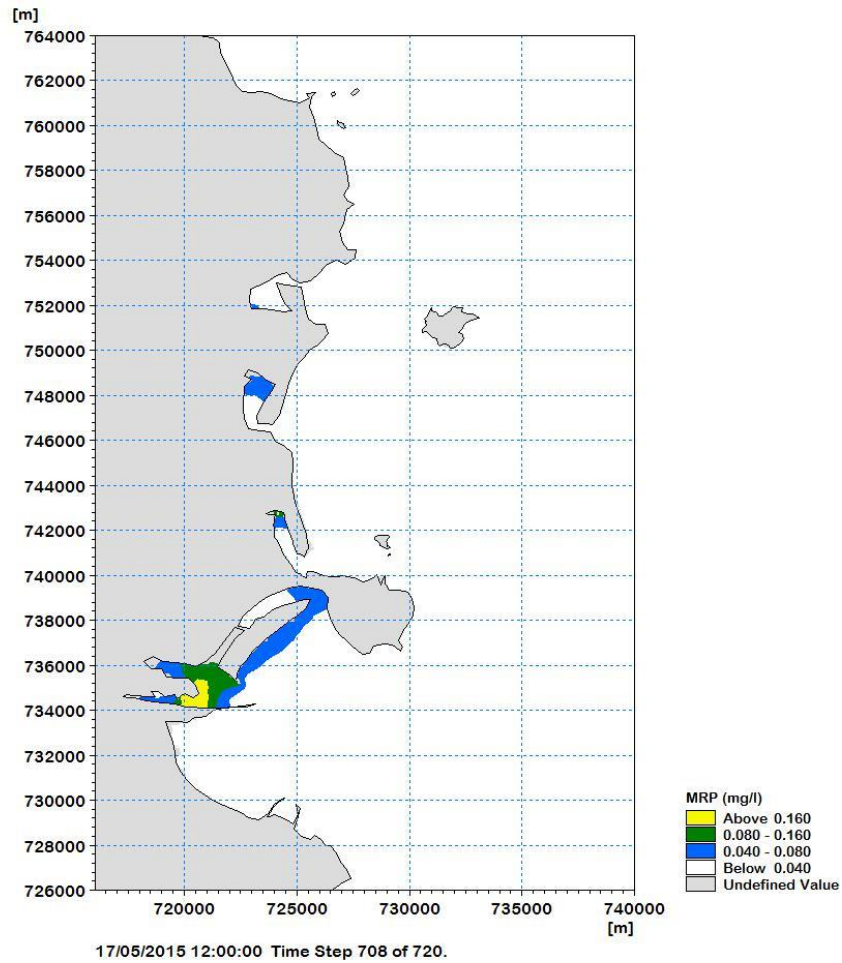 [m]
764000
762000
760000
758000
756000
754000
752000
750000
748000
746000
744000
742000
740000
738000
736000
734000
732000
730000
728000
726000
720000 725000 730000 735000 740000
[m]
MRP (mg/l)
Above 0.160
0.080 - 0.160
0.040 - 0.080
Below 0.040
Undefined Value
17/05/2015 12:00:00 Time Step 708 of 720.